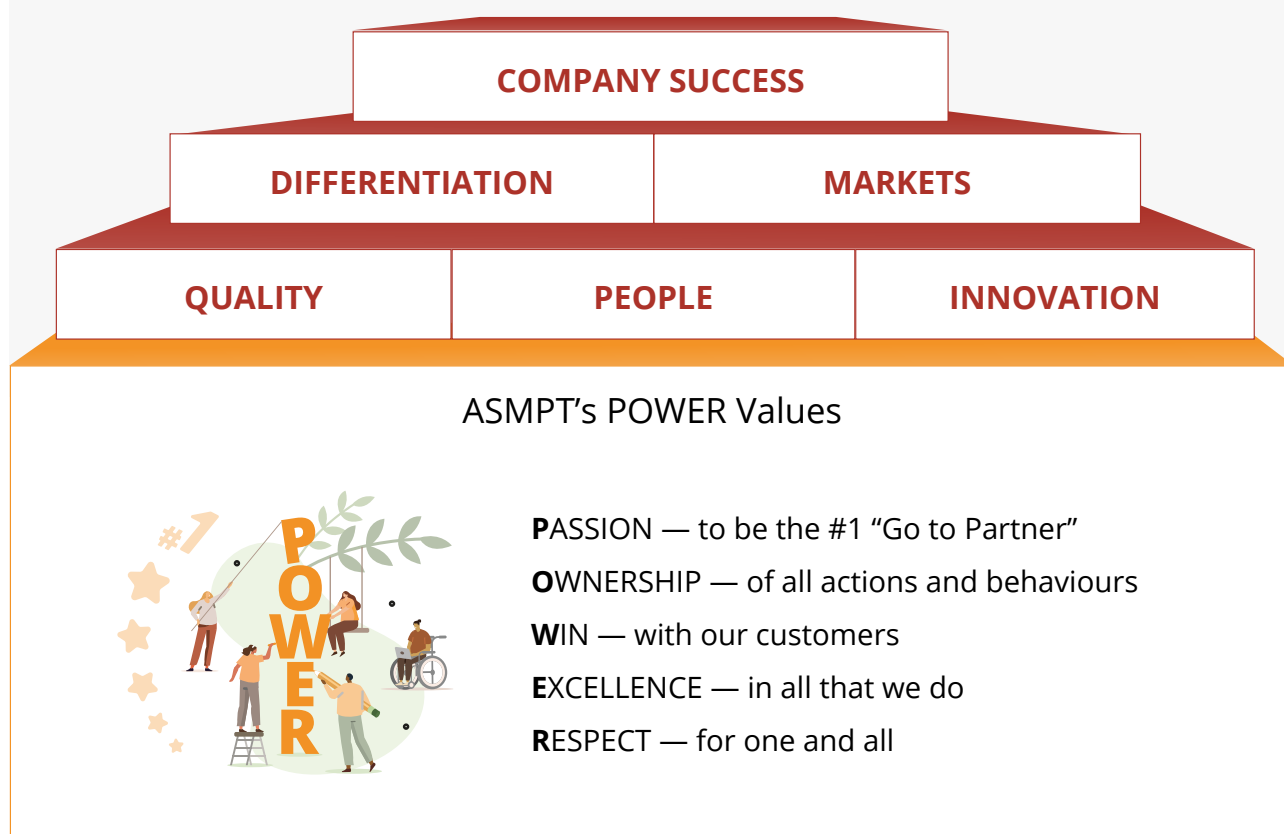 COMPANY SUCCESS
DIFFERENTIATION
MARKETS
QUALITY
PEOPLE
INNOVATION
ASMPT’s POWER Values
#1
P
O
W
E
R
PASSION — to be the #1 “Go to Partner”
OWNERSHIP — of all actions and behaviours
WIN — with our customers
EXCELLENCE — in all that we do
RESPECT — for one and all